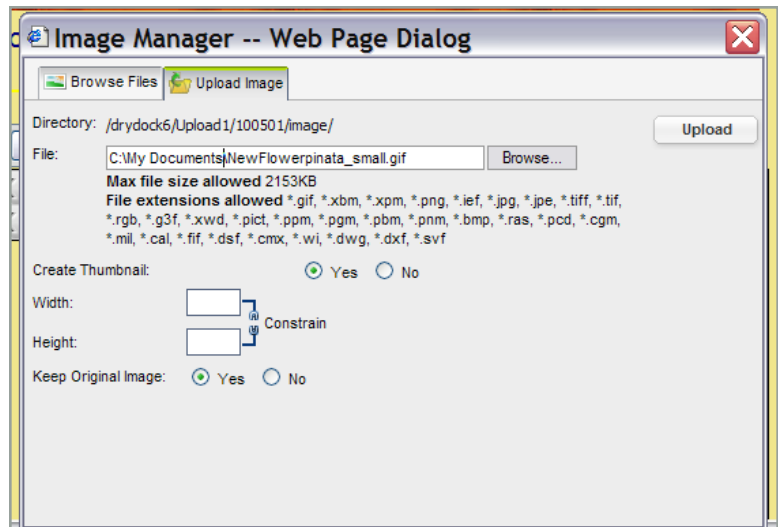 Image Manager -- Web Page Dialog
Browse Files Upload Image
Directory: /drydock6/Upload1/100501/image/
Upload
File: C:\My Documents\NewFlowerpinata_small.gif Browse...
Max file size allowed 2153KB
File extensions allowed *.gif, *.xbm, *.xpm, *.png, *.ief, *.jpg, *.jpe, *.tiff, *.tif,
*.rgb, *.g3f, *.xwd, *.pict, *.ppm, *.pgm, *.pbm, *.pnm, *.bmp, *.ras, *.pcd, *.cgm,
*.mil, *.cal, *.fif, *.dsf, *.cmx, *.wi, *.dwg, *.dxf, *.svf
Create Thumbnail: Yes No
Width:
Constrain
Height:
Keep Original Image: Yes No